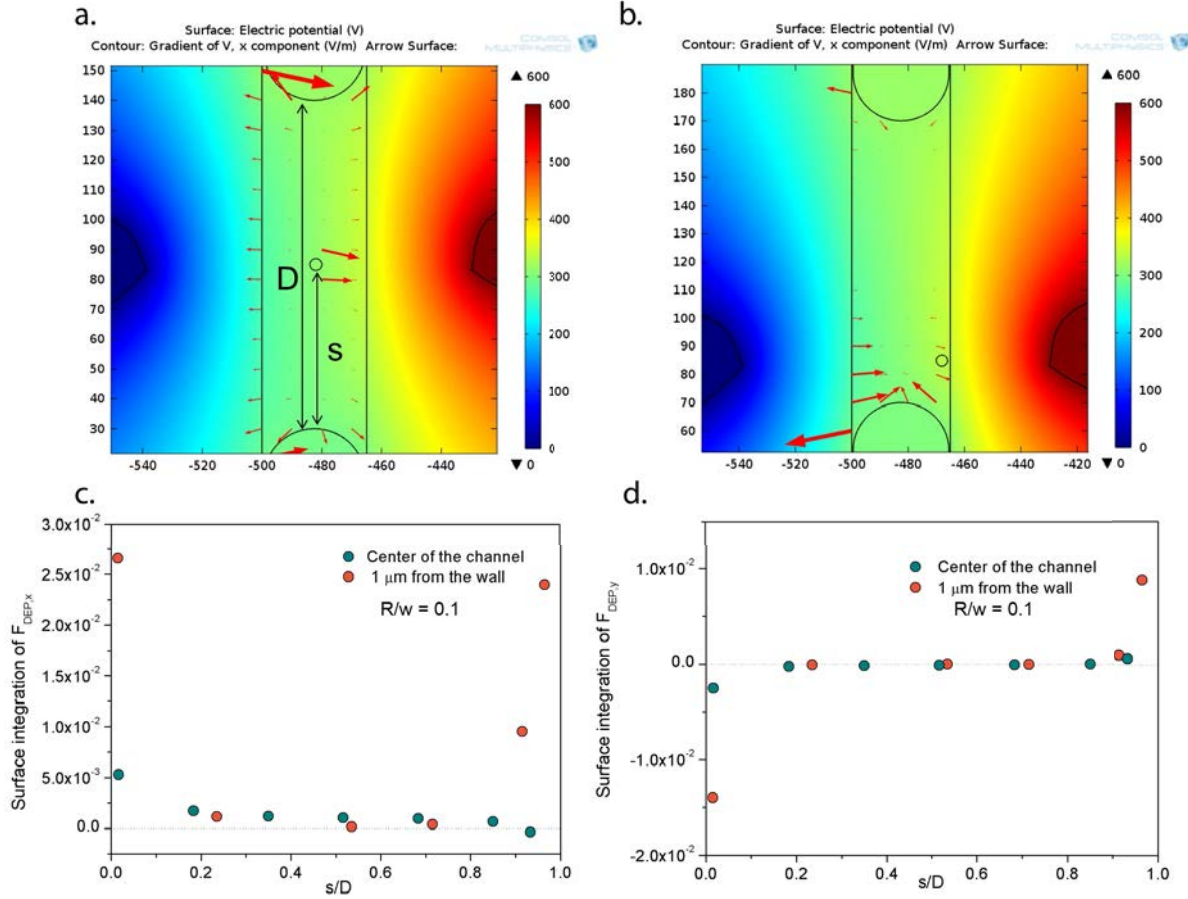 a.
Surface: Electric potential (V)
Contour: Gradient of V, x component (V/m)  Arrow Surface:
COMSOL
MULTIPHYSICS
150
140
130
120
110
100
90
80
70
60
50
40
30
-540
-520
-500
-480
-460
-440
D
s
▲ 600
600
500
400
300
200
100
0
▼ 0
b.
Surface: Electric potential (V)
Contour: Gradient of V, x component (V/m)  Arrow Surface:
COMSOL
MULTIPHYSICS
180
170
160
150
140
130
120
110
100
90
80
70
60
-540
-520
-500
-480
-460
-440
-420
▲ 600
600
500
400
300
200
100
0
▼ 0
c.
Surface integration of F_DEP,x
3.0x10⁻²
2.5x10⁻²
2.0x10⁻²
1.5x10⁻²
1.0x10⁻²
5.0x10⁻³
0.0
Center of the channel
1 μm from the wall
R/w = 0.1
0.0
0.2
0.4
0.6
0.8
1.0
s/D
d.
Surface integration of F_DEP,y
1.0x10⁻²
0.0
-1.0x10⁻²
-2.0x10⁻²
Center of the channel
1 μm from the wall
R/w = 0.1
0.0
0.2
0.4
0.6
0.8
1.0
s/D